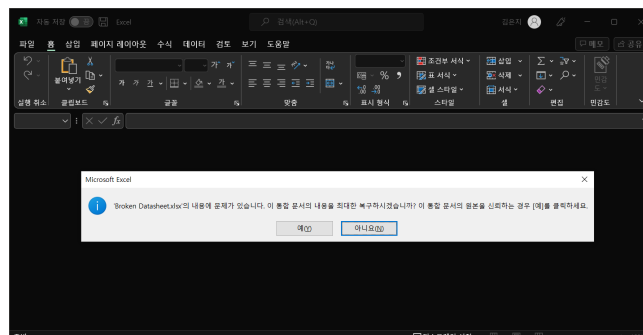 자동 저장
Excel
검색(Alt+Q)
김은지
파일 홈 삽입 페이지 레이아웃 수식 데이터 검토 보기 도움말
메모
공유
붙여넣기
가 가 가
조건부 서식
표 서식
셀 스타일
삽입
삭제
서식
민감
도
실행 취소 클립보드 글꼴 맞춤 표시 형식 스타일 셀 편집 민감도
fx
Microsoft Excel
'Broken Datasheet.xlsx'의 내용에 문제가 있습니다. 이 통합 문서의 내용을 최대한 복구하시겠습니까? 이 통합 문서의 원본을 신뢰하는 경우 [예]를 클릭하세요.
예(Y)
아니요(N)